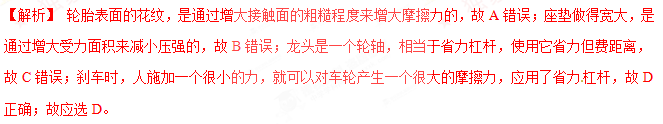 【解析】 轮胎表面的花纹，是通过增大接触面的粗糙程度来增大摩擦力的，故 A 错误；座垫做得宽大，是
通过增大受力面积来减小压强的，故 B 错误；龙头是一个轮轴，相当于省力杠杆，使用它省力但费距离，
故 C 错误；刹车时，人施加一个很小的力，就可以对车轮产生一个很大的摩擦力，应用了省力杠杆，故 D
正确；故应选 D。